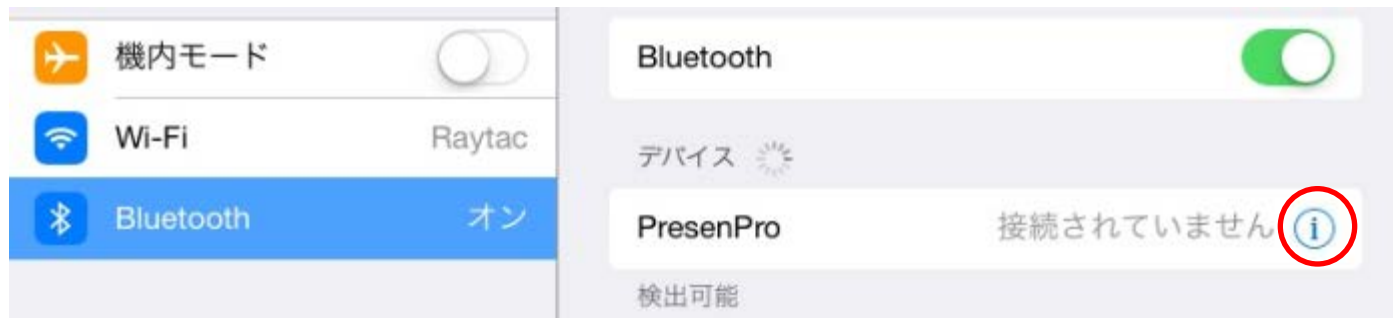 機内モード
Wi-Fi Raytac
Bluetooth オン
Bluetooth
デバイス
PresenPro 接続されていません i
検出可能